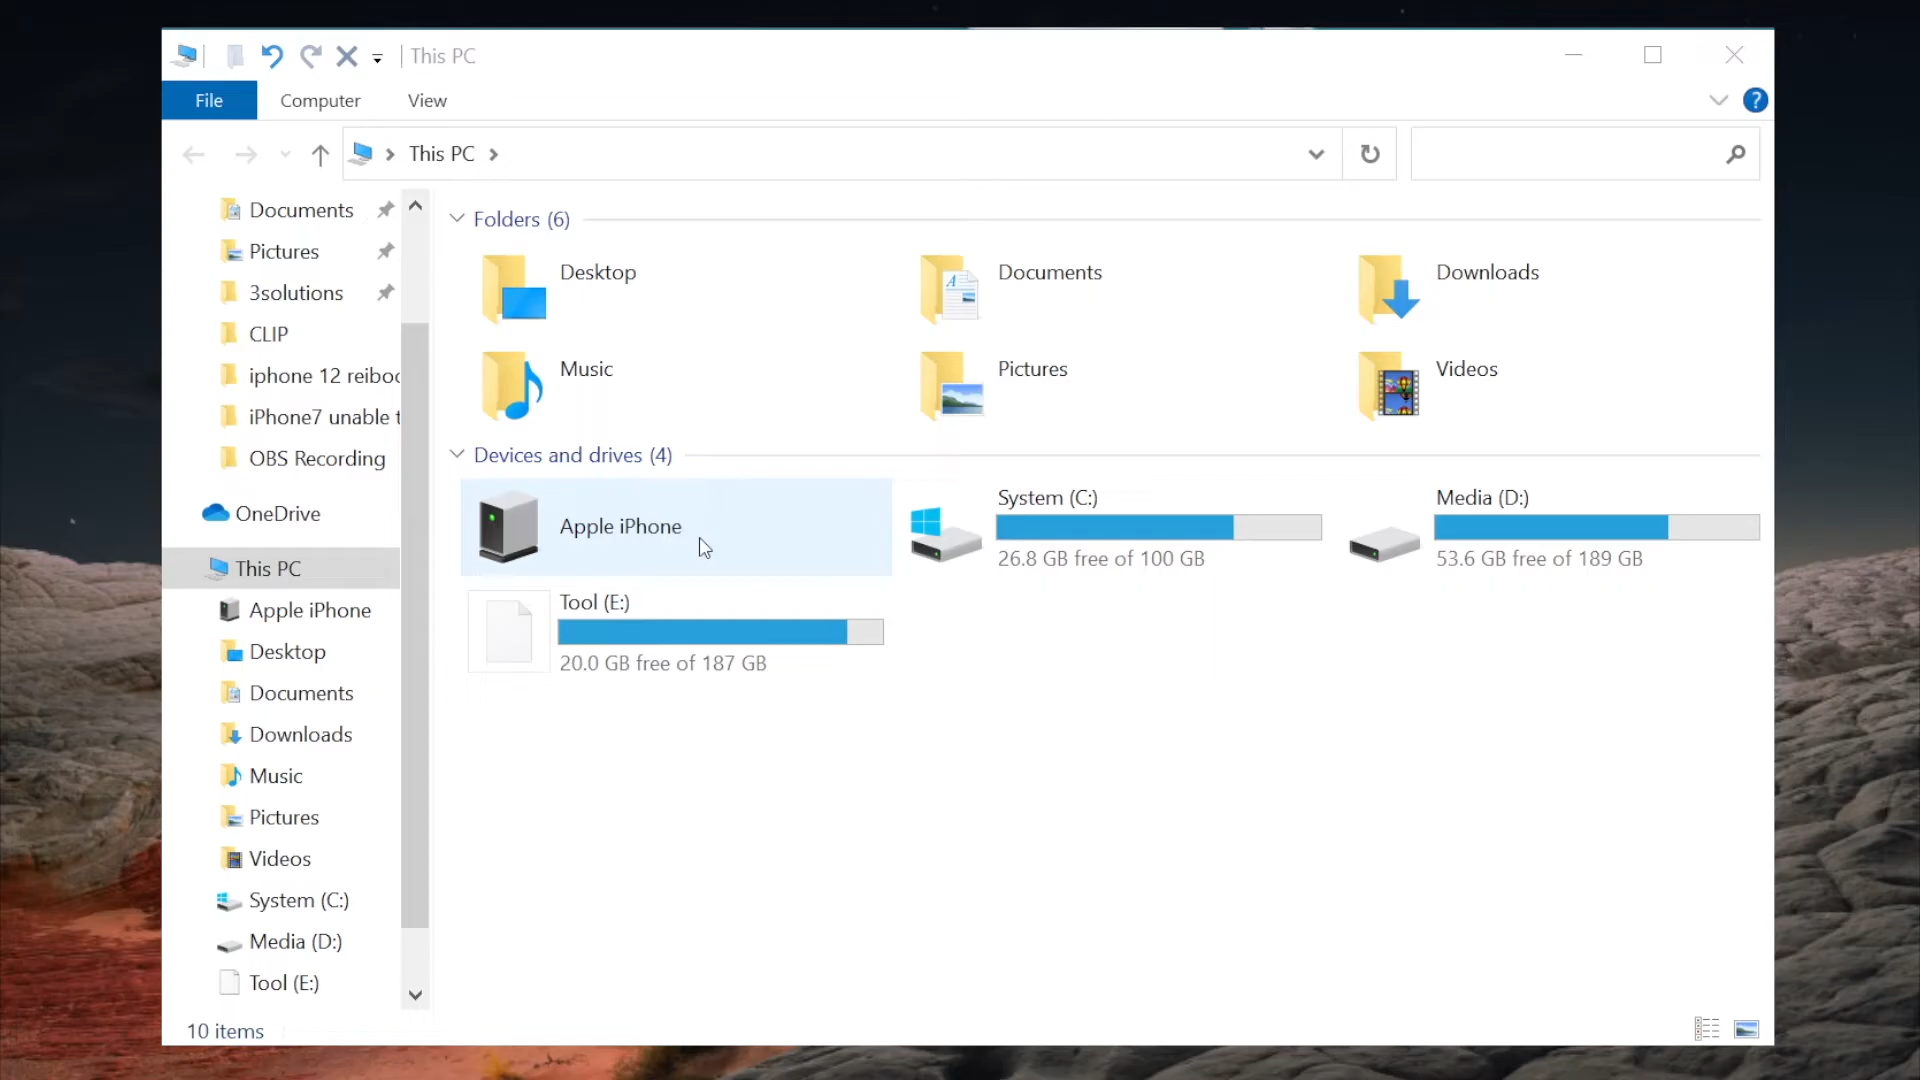 This PC
File
Computer
View
?
This PC
Documents
Pictures
3solutions
CLIP
iphone 12 reiboo
iPhone7 unable t
OBS Recording
OneDrive
This PC
Apple iPhone
Desktop
Documents
Downloads
Music
Pictures
Videos
System (C:)
Media (D:)
Tool (E:)
Folders (6)
Desktop
Documents
Downloads
Music
Pictures
Videos
Devices and drives (4)
Apple iPhone
System (C:)
26.8 GB free of 100 GB
Media (D:)
53.6 GB free of 189 GB
Tool (E:)
20.0 GB free of 187 GB
10 items